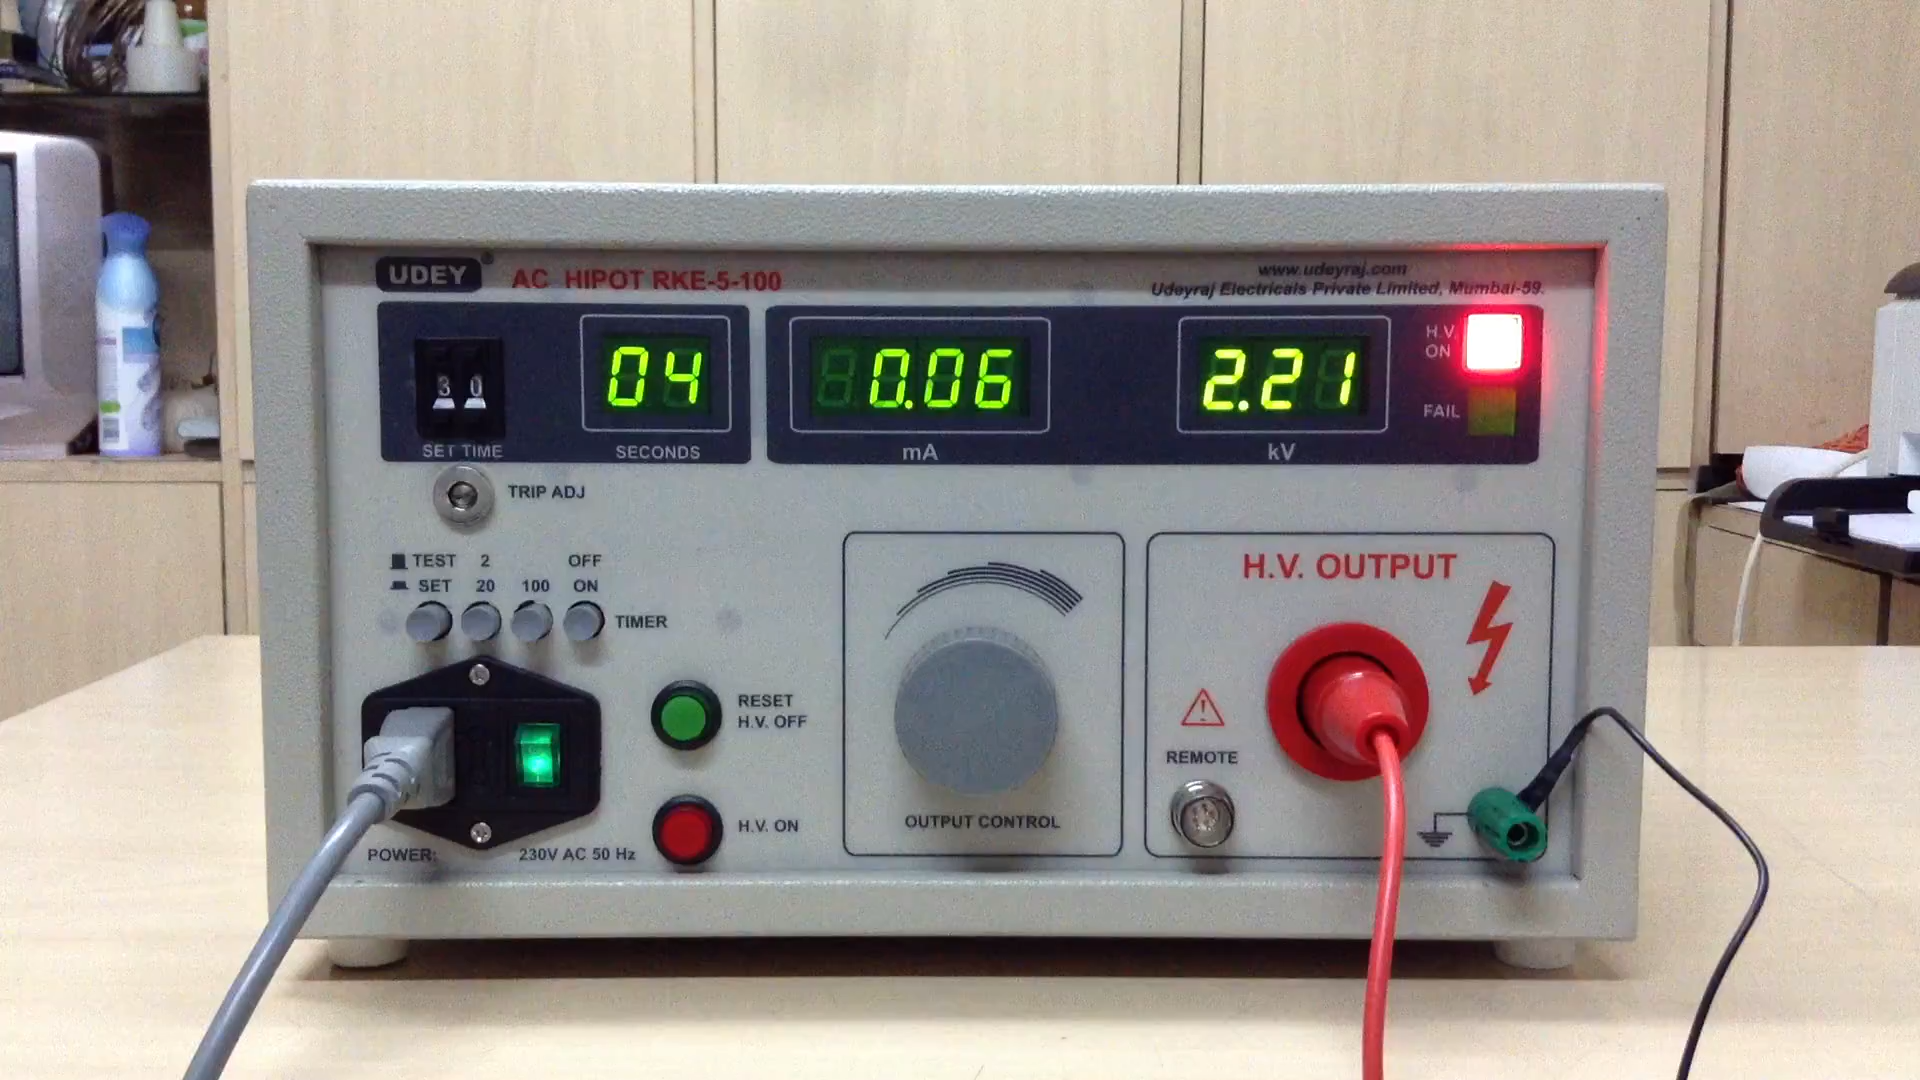 UDEY
AC HIPOT RKE-5-100
www.udeyraj.com
Udeyraj Electricals Private Limited, Mumbai-59.
30
SET TIME
04
SECONDS
0.06
mA
2.21
kV
H.V.
ON
FAIL
TRIP ADJ
TEST 2 OFF
SET 20 100 ON
TIMER
RESET
H.V. OFF
H.V. ON
POWER: 230V AC 50 Hz
OUTPUT CONTROL
H.V. OUTPUT
REMOTE